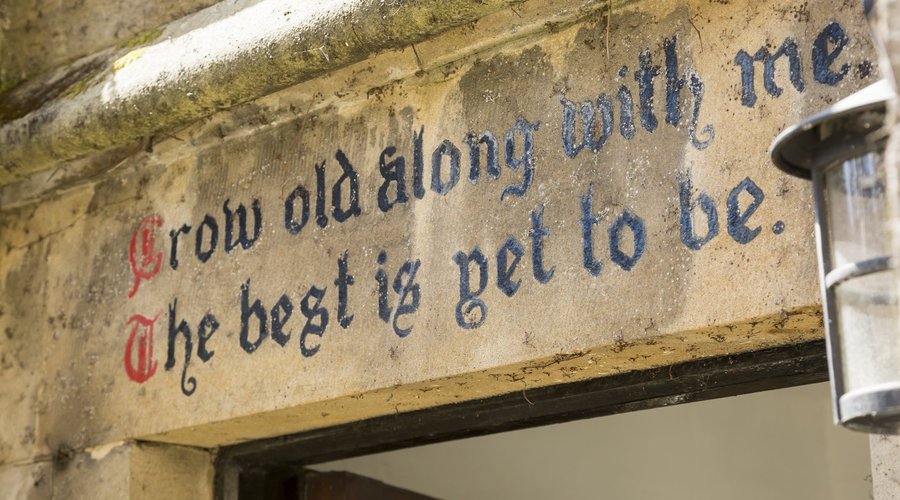 Grow old along with me.
The best is yet to be.